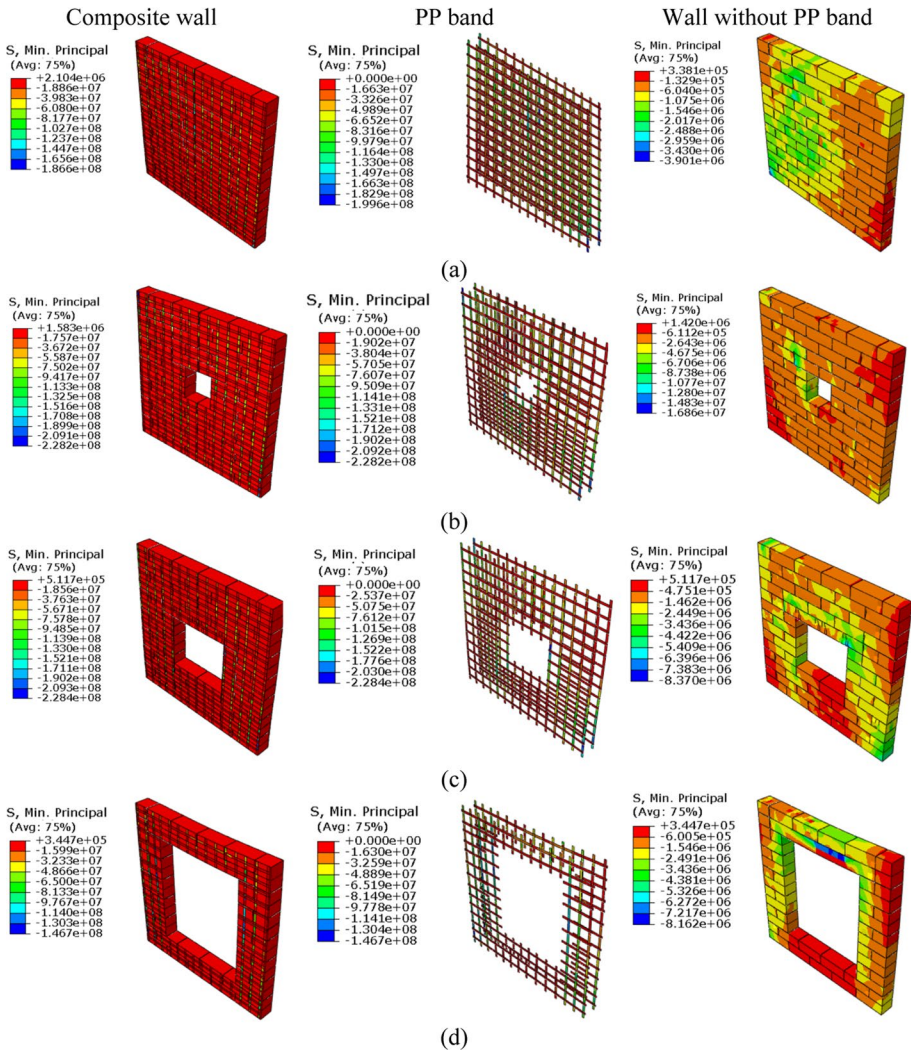 Composite wall
PP band
Wall without PP band
S, Min. Principal
(Avg: 75%)
+2.104e+06
-1.886e+07
-3.983e+07
-6.080e+07
-8.177e+07
-1.027e+08
-1.237e+08
-1.447e+08
-1.656e+08
-1.866e+08
S, Min. Principal
(Avg: 75%)
+0.000e+00
-1.663e+07
-3.326e+07
-4.989e+07
-6.652e+07
-8.316e+07
-9.979e+07
-1.164e+08
-1.330e+08
-1.497e+08
-1.663e+08
-1.829e+08
-1.996e+08
S, Min. Principal
(Avg: 75%)
+3.381e+05
-1.329e+05
-6.040e+05
-1.075e+06
-1.546e+06
-2.017e+06
-2.488e+06
-2.959e+06
-3.430e+06
-3.901e+06
(a)
S, Min. Principal
(Avg: 75%)
+1.583e+06
-1.757e+07
-3.672e+07
-5.587e+07
-7.502e+07
-9.417e+07
-1.133e+08
-1.325e+08
-1.516e+08
-1.708e+08
-1.899e+08
-2.091e+08
-2.282e+08
S, Min. Principal
(Avg: 75%)
+0.000e+00
-1.902e+07
-3.804e+07
-5.705e+07
-7.607e+07
-9.509e+07
-1.141e+08
-1.331e+08
-1.521e+08
-1.712e+08
-1.902e+08
-2.092e+08
-2.282e+08
S, Min. Principal
(Avg: 75%)
+1.420e+06
-6.112e+05
-2.643e+06
-4.675e+06
-6.706e+06
-8.738e+06
-1.077e+07
-1.280e+07
-1.483e+07
-1.686e+07
(b)
S, Min. Principal
(Avg: 75%)
+5.117e+05
-1.856e+07
-3.763e+07
-5.671e+07
-7.578e+07
-9.485e+07
-1.139e+08
-1.330e+08
-1.521e+08
-1.711e+08
-1.902e+08
-2.093e+08
-2.284e+08
S, Min. Principal
(Avg: 75%)
+0.000e+00
-2.537e+07
-5.075e+07
-7.612e+07
-1.015e+08
-1.269e+08
-1.522e+08
-1.776e+08
-2.030e+08
-2.284e+08
S, Min. Principal
(Avg: 75%)
+5.117e+05
-4.751e+05
-1.462e+06
-2.449e+06
-3.436e+06
-4.422e+06
-5.409e+06
-6.396e+06
-7.383e+06
-8.370e+06
(c)
S, Min. Principal
(Avg: 75%)
+3.447e+05
-1.599e+07
-3.233e+07
-4.866e+07
-6.500e+07
-8.133e+07
-9.767e+07
-1.140e+08
-1.303e+08
-1.467e+08
S, Min. Principal
(Avg: 75%)
+0.000e+00
-1.630e+07
-3.259e+07
-4.889e+07
-6.519e+07
-8.149e+07
-9.778e+07
-1.141e+08
-1.304e+08
-1.467e+08
S, Min. Principal
(Avg: 75%)
+3.447e+05
-6.005e+05
-1.546e+06
-2.491e+06
-3.436e+06
-4.381e+06
-5.326e+06
-6.272e+06
-7.217e+06
-8.162e+06
(d)